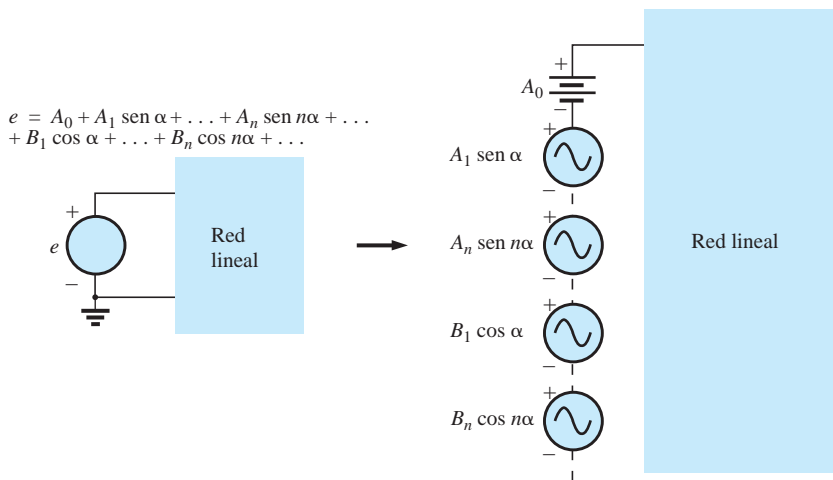 e = A0 + A1 sen α + . . . + An sen nα + . . .
+ B1 cos α + . . . + Bn cos nα + . . .
+
e
−
Red
lineal
+
A0
−
+
A1 sen α
−
+
An sen nα
−
+
B1 cos α
−
+
Bn cos nα
−
Red lineal